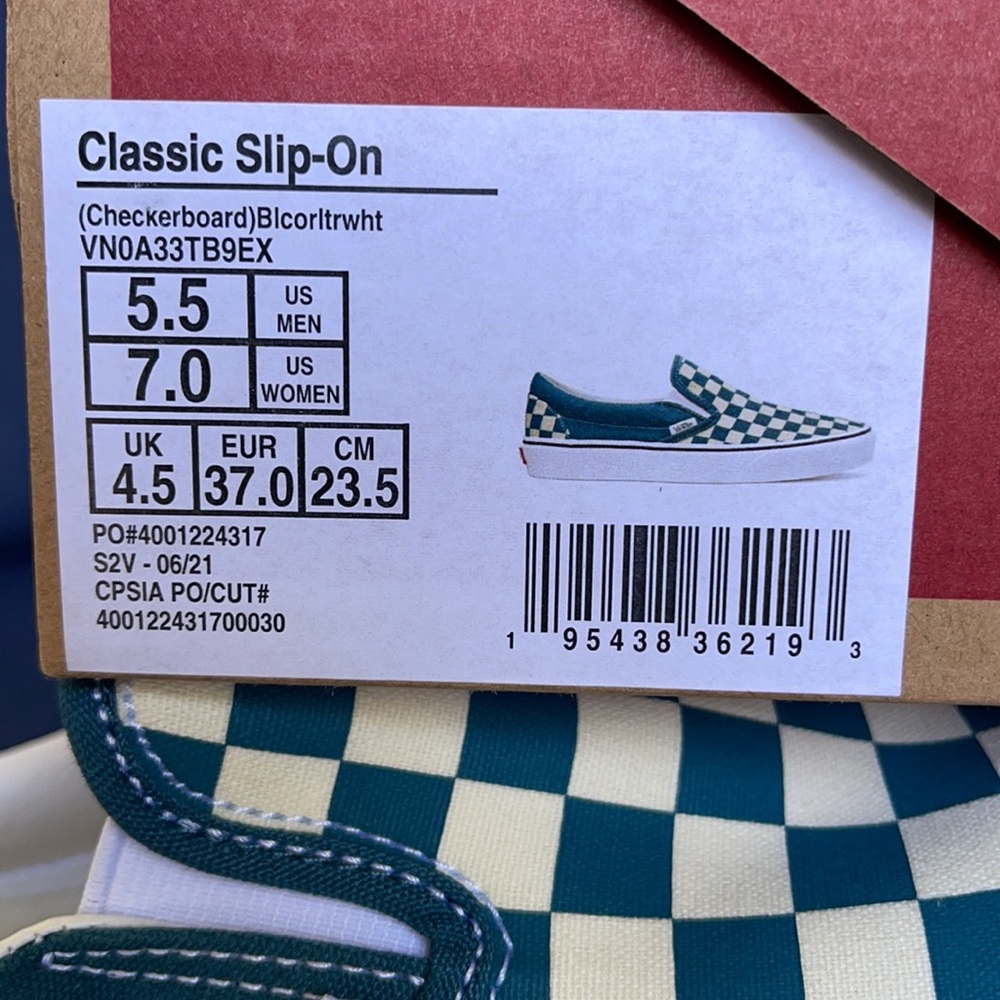 Classic Slip-On
(Checkerboard)Blcorltrwht
VN0A33TB9EX
5.5 US MEN
7.0 US WOMEN
UK EUR CM
4.5 37.0 23.5
PO#4001224317
S2V - 06/21
CPSIA PO/CUT#
400122431700030
1 95438 36219 3